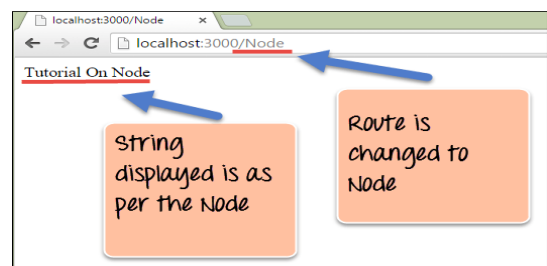 localhost:3000/Node
localhost:3000/Node
Tutorial On Node
String
displayed is as
per the Node
Route is
changed to
Node